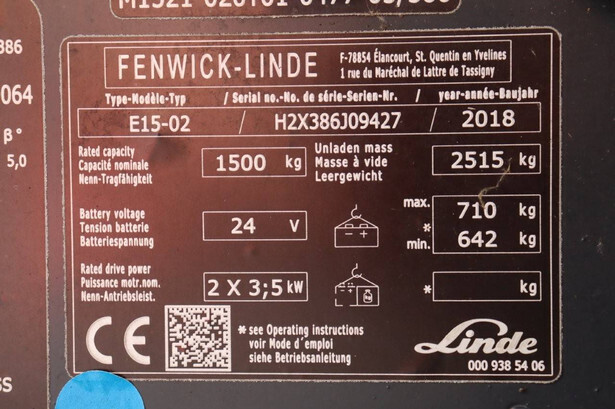 386
064
β°
5,0
FENWICK-LINDE
F-78854 Élancourt, St. Quentin en Yvelines
1 rue du Maréchal de Lattre de Tassigny
Type-Modèle-Typ / Serial no.-No. de série-Serien-Nr. / year-année-Baujahr
E15-02 / H2X386J09427 / 2018
Rated capacity
Capacité nominale
Nenn-Tragfähigkeit
1500 kg
Unladen mass
Masse à vide
Leergewicht
2515 kg
Battery voltage
Tension batterie
Batteriespannung
24 V
- +
max. 710 kg
*
min. 642 kg
Rated drive power
Puissance motr.nom.
Nenn-Antriebsleist.
2 X 3;5 kW
- +
kg
* kg
CE
*see Operating instructions
voir Mode d'emploi
siehe Betriebsanleitung
Linde
000 938 54 06
SS